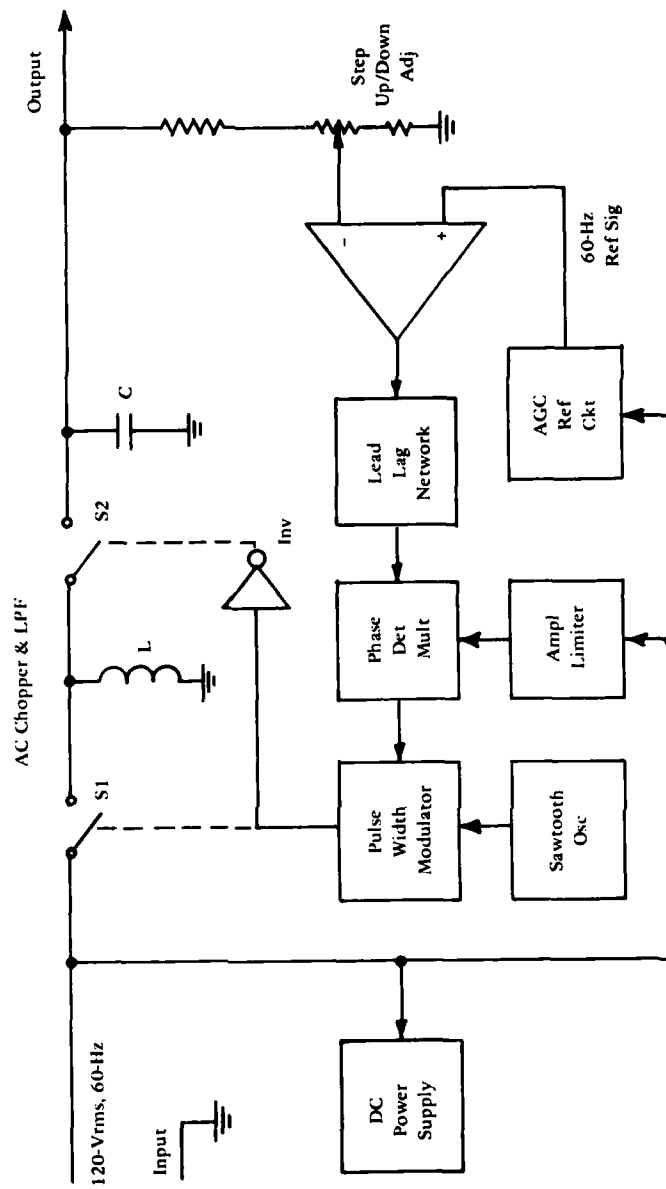 AC Chopper & LPF
120-Vrms, 60-Hz
Input
S1
L
S2
C
Output
Inv
Step
Up/Down
Adj
-
+
60-Hz
Ref Sig
DC
Power
Supply
Pulse
Width
Modulator
Phase
Det
Mult
Lead
Lag
Network
Sawtooth
Osc
Ampl
Limiter
AGC
Ref
Ckt